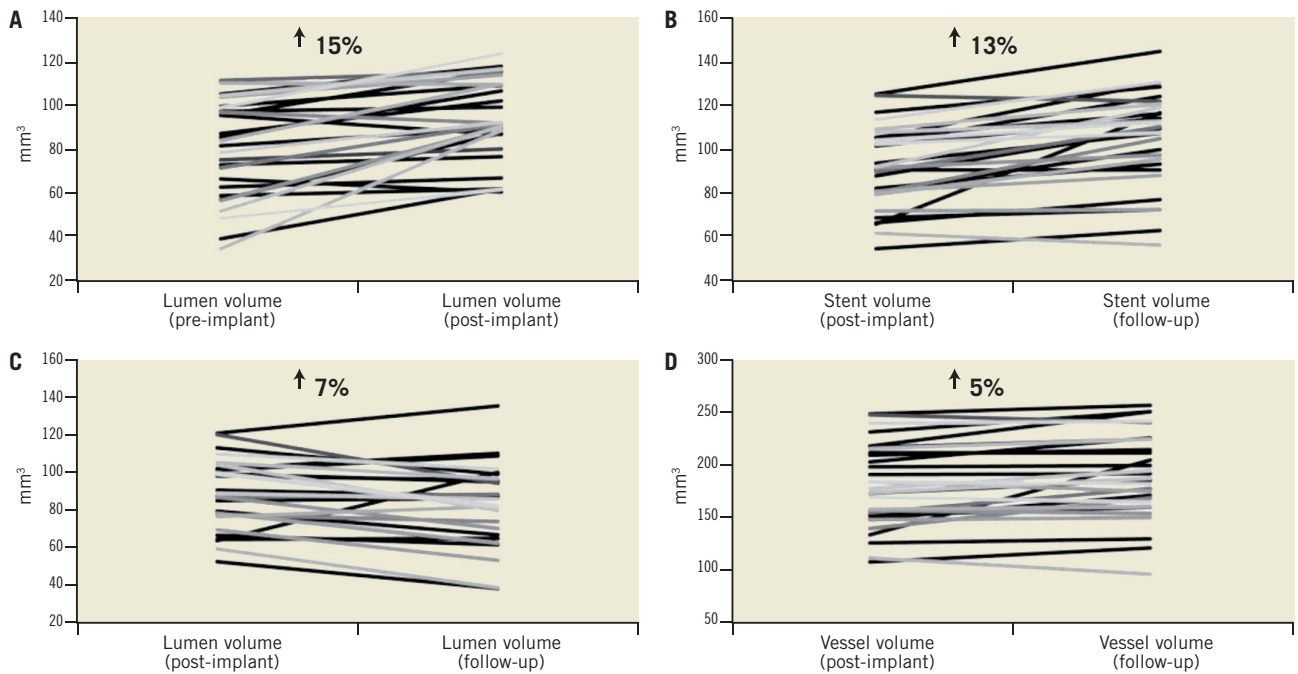 A
↑ 15%
140
120
100
80
60
40
20
mm³
Lumen volume
(pre-implant)
Lumen volume
(post-implant)
B
↑ 13%
160
140
120
100
80
60
40
mm³
Stent volume
(post-implant)
Stent volume
(follow-up)
C
↑ 7%
160
140
120
100
80
60
40
20
mm³
Lumen volume
(post-implant)
Lumen volume
(follow-up)
D
↑ 5%
300
250
200
150
100
50
mm³
Vessel volume
(post-implant)
Vessel volume
(follow-up)